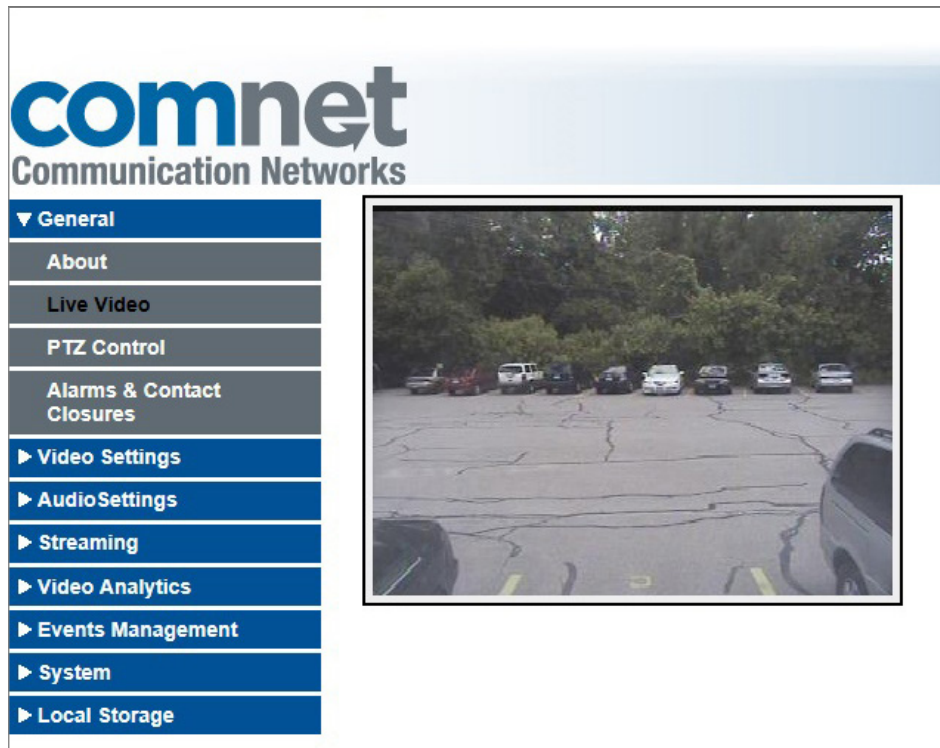 comnet
Communication Networks
General
About
Live Video
PTZ Control
Alarms & Contact
Closures
Video Settings
AudioSettings
Streaming
Video Analytics
Events Management
System
Local Storage